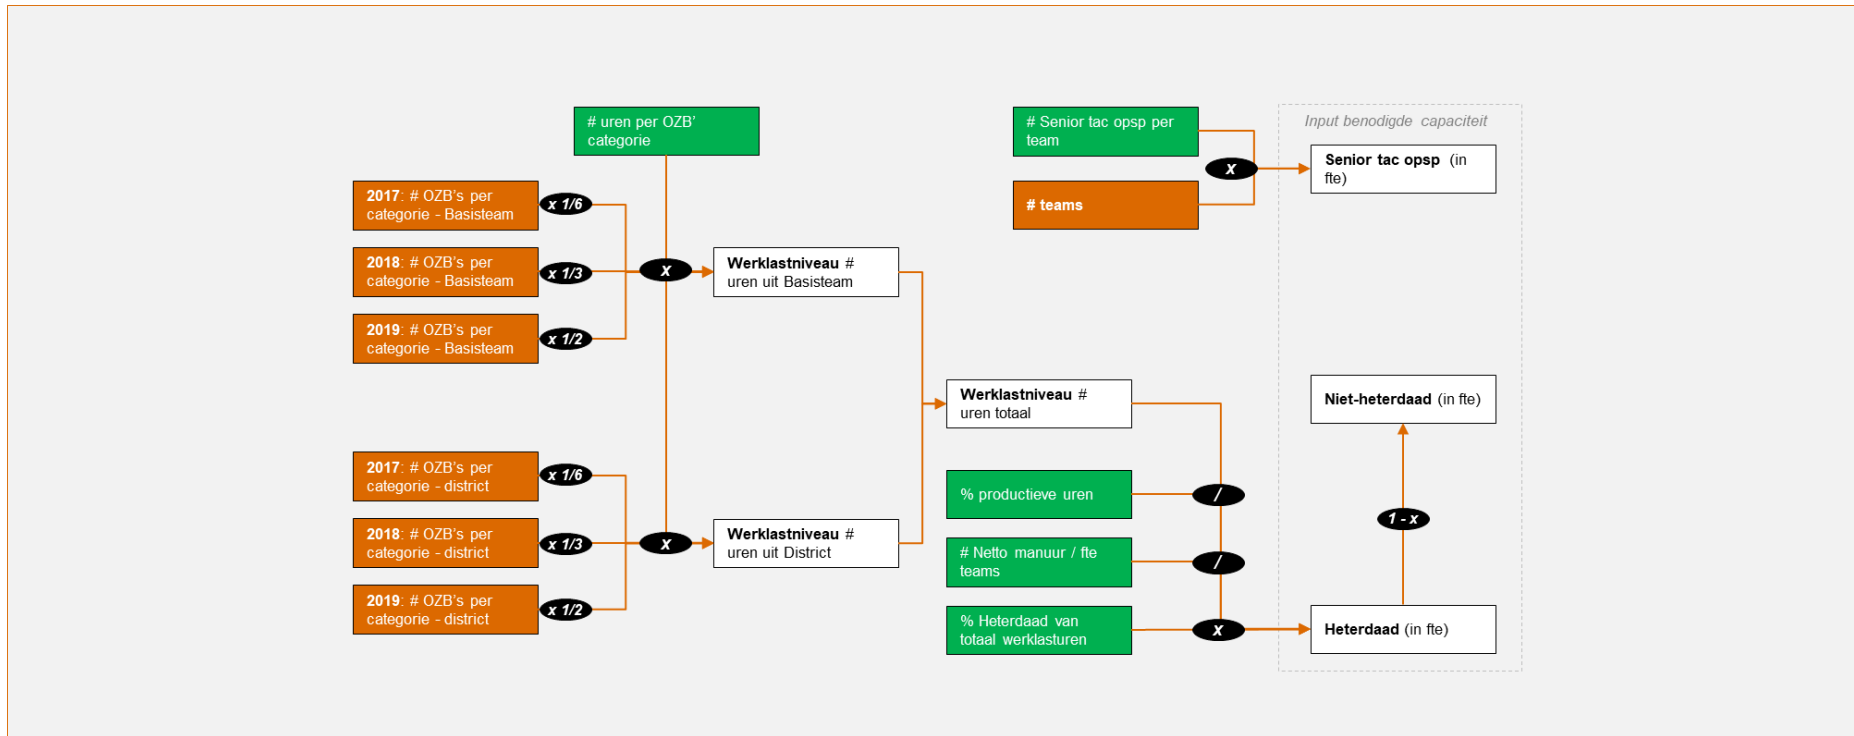 # uren per OZB'
categorie
# Senior tac opsp per
team
Input benodigde capaciteit
Senior tac opsp (in
fte)
x
2017: # OZB's per
categorie - Basisteam
x 1/6
# teams
2018: # OZB's per
categorie - Basisteam
x 1/3
x
Werklastniveau #
uren uit Basisteam
2019: # OZB's per
categorie - Basisteam
x 1/2
Werklastniveau #
uren totaal
Niet-heterdaad (in fte)
2017: # OZB's per
categorie - district
x 1/6
% productieve uren
/
1 - x
2018: # OZB's per
categorie - district
x 1/3
x
Werklastniveau #
uren uit District
# Netto manuur / fte
teams
/
2019: # OZB's per
categorie - district
x 1/2
% Heterdaad van
totaal werklasturen
x
Heterdaad (in fte)